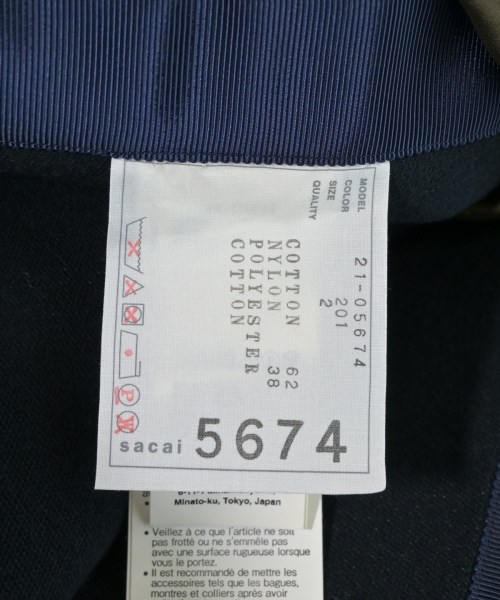 MODEL 21-05674
COLOR 201
SIZE 2
QUALITY
COTTON 62
NYLON 38
POLYESTER
COTTON
P
W
sacai 5674
Minato-ku, Tokyo, Japan
• Veillez à ce que l'article ne soit
pas frotté ou ne s'emmêle pas
avec une surface rugueuse lorsque
vous le portez.
• Il est recommandé de mettre les
accessoires tels que les bagues,
montres et colliers après avoir